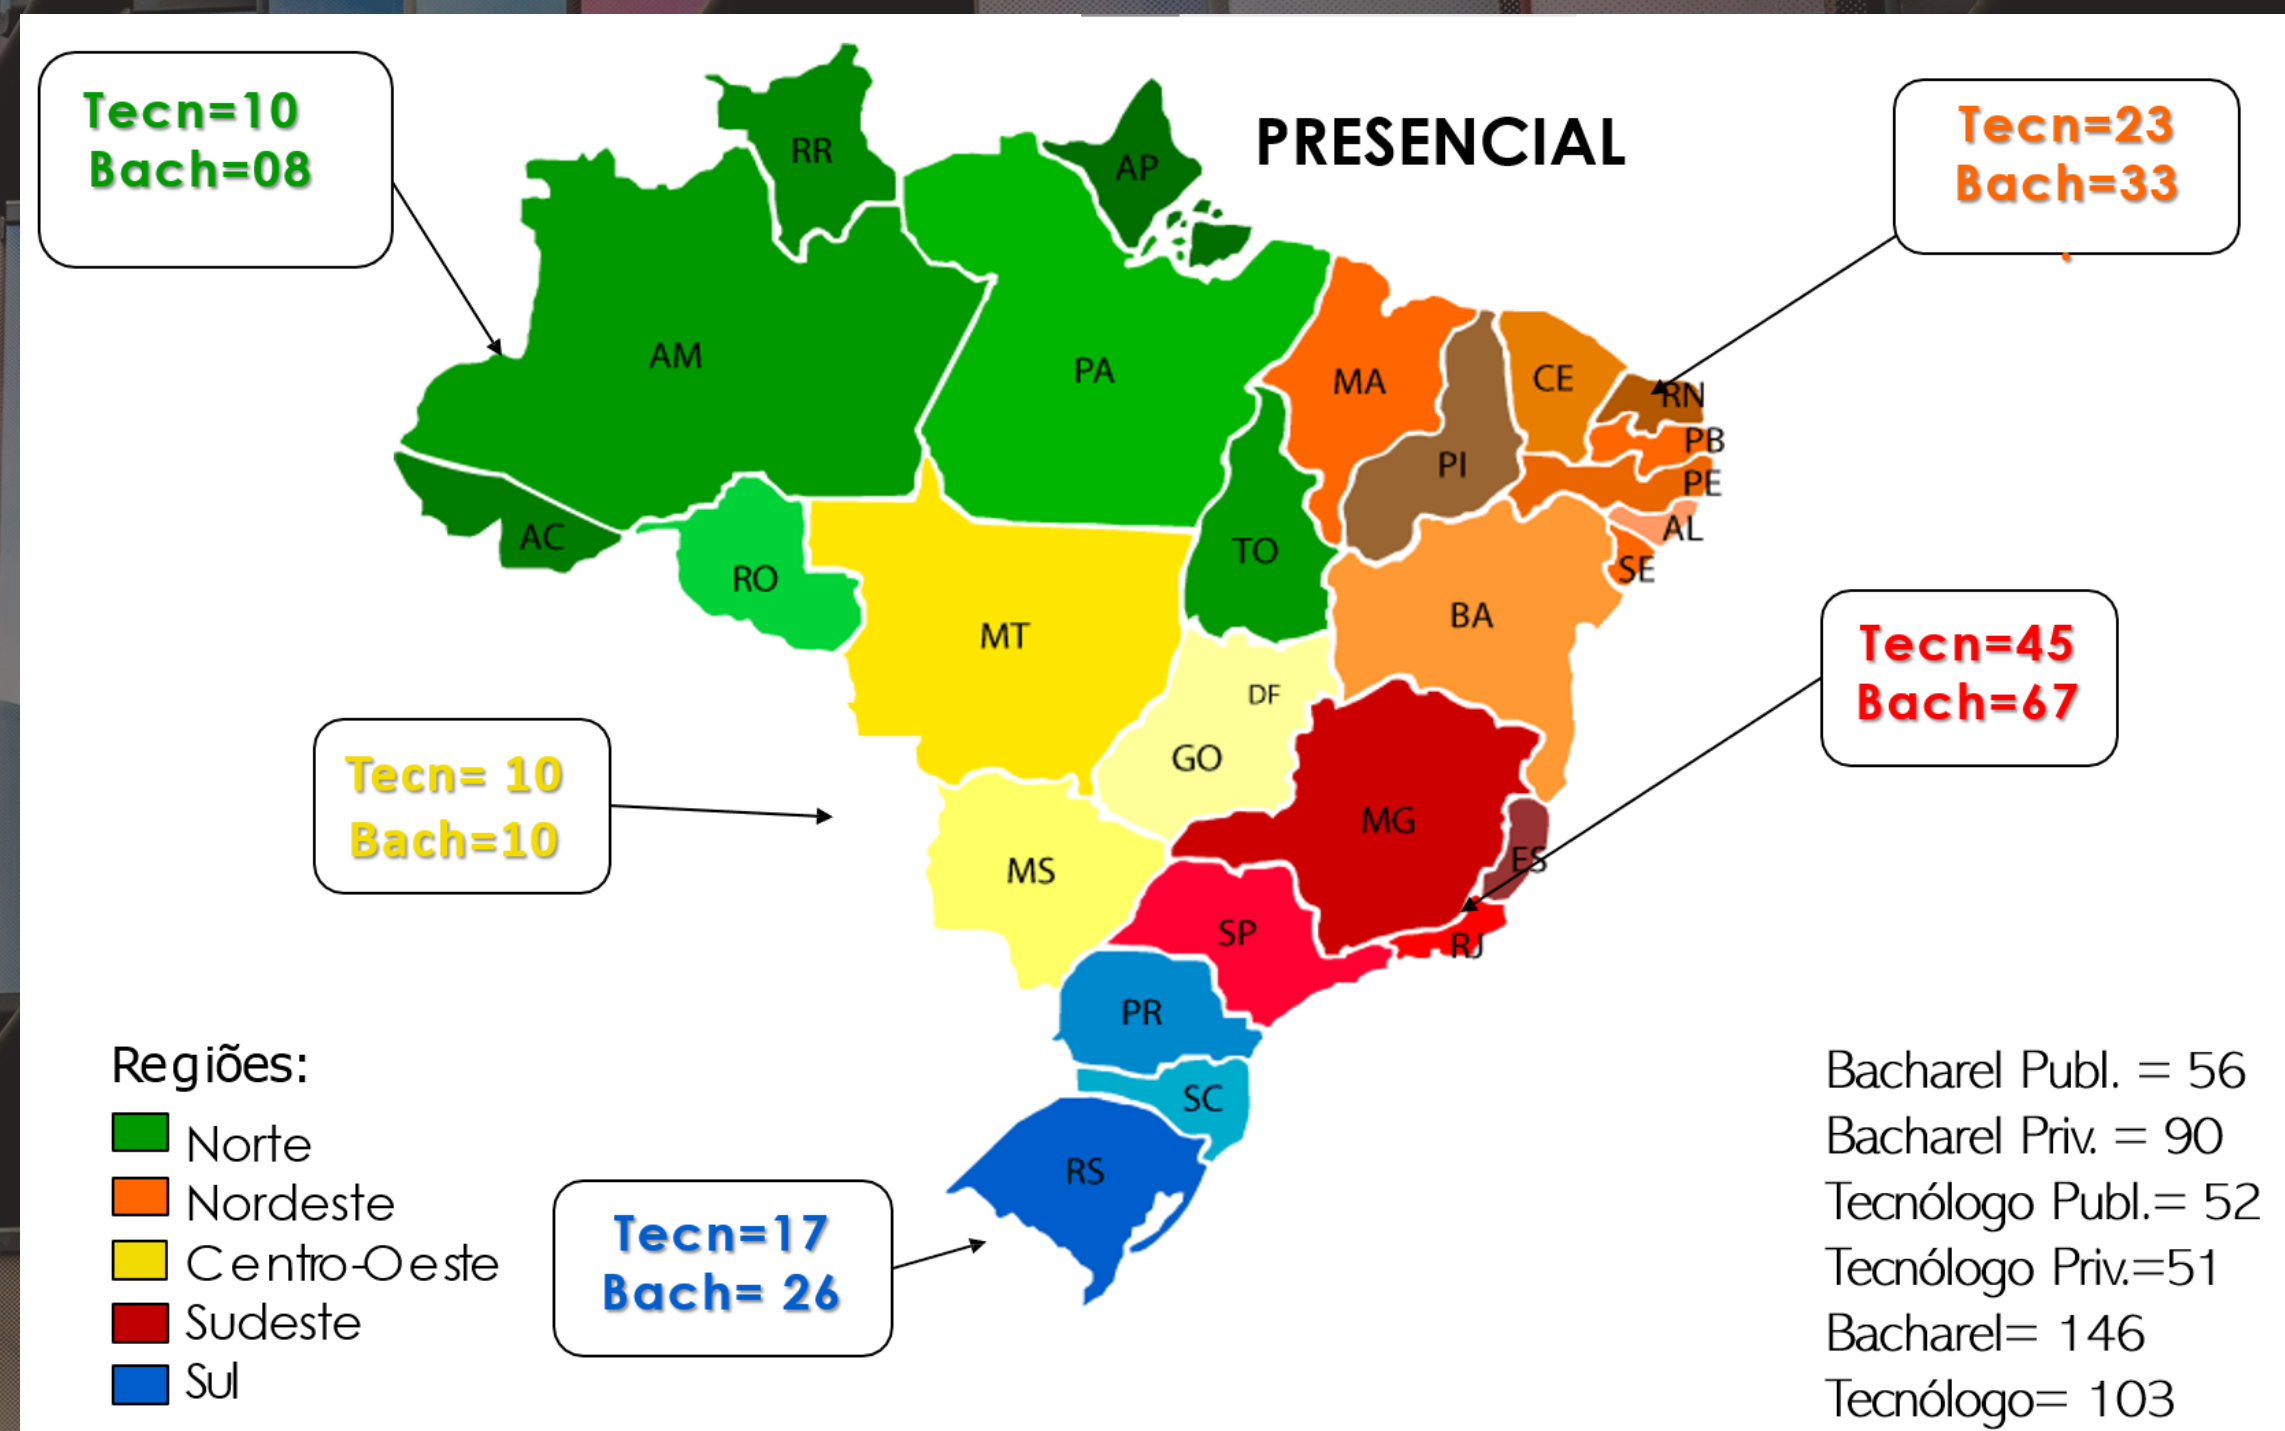 PRESENCIAL
Tecn=10
Bach=08
Tecn=23
Bach=33
RR
AP
AM
PA
MA
CE
RN
PB
PI
PE
AL
SE
AC
RO
TO
BA
MT
DF
GO
Tecn=45
Bach=67
Tecn= 10
Bach=10
MG
ES
MS
SP
RJ
PR
SC
RS
Tecn=17
Bach= 26
Regiões:
Norte
Nordeste
Centro-Oeste
Sudeste
Sul
Bacharel Publ. = 56
Bacharel Priv. = 90
Tecnólogo Publ.= 52
Tecnólogo Priv.=51
Bacharel= 146
Tecnólogo= 103